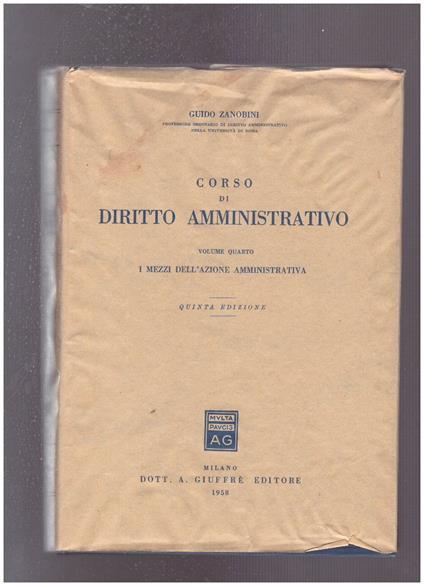 GUIDO ZANOBINI
PROFESSORE ORDINARIO DI DIRITTO AMMINISTRATIVO
NELLA UNIVERSITÀ DI ROMA
CORSO
DI
DIRITTO AMMINISTRATIVO
VOLUME QUARTO
I MEZZI DELL'AZIONE AMMINISTRATIVA
QUINTA EDIZIONE
MVLTA
PAVCIS
AG
MILANO
DOTT. A. GIUFFRÈ EDITORE
1958